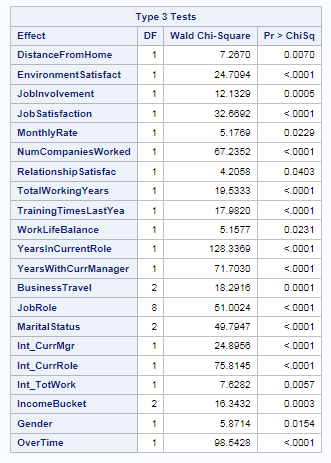 Type 3 Tests
Effect DF Wald Chi-Square Pr > ChiSq
DistanceFromHome 1 7.2670 0.0070
EnvironmentSatisfact 1 24.7094 <.0001
JobInvolvement 1 12.1329 0.0005
JobSatisfaction 1 32.6692 <.0001
MonthlyRate 1 5.1769 0.0229
NumCompaniesWorked 1 67.2352 <.0001
RelationshipSatisfac 1 4.2058 0.0403
TotalWorkingYears 1 19.5333 <.0001
TrainingTimesLastYea 1 17.9820 <.0001
WorkLifeBalance 1 5.1577 0.0231
YearsInCurrentRole 1 128.3369 <.0001
YearsWithCurrManager 1 71.7030 <.0001
BusinessTravel 2 18.2916 0.0001
JobRole 8 51.0024 <.0001
MaritalStatus 2 49.7947 <.0001
Int_CurrMgr 1 24.8956 <.0001
Int_CurrRole 1 75.8145 <.0001
Int_TotWork 1 7.6282 0.0057
IncomeBucket 2 16.3432 0.0003
Gender 1 5.8714 0.0154
OverTime 1 98.5428 <.0001